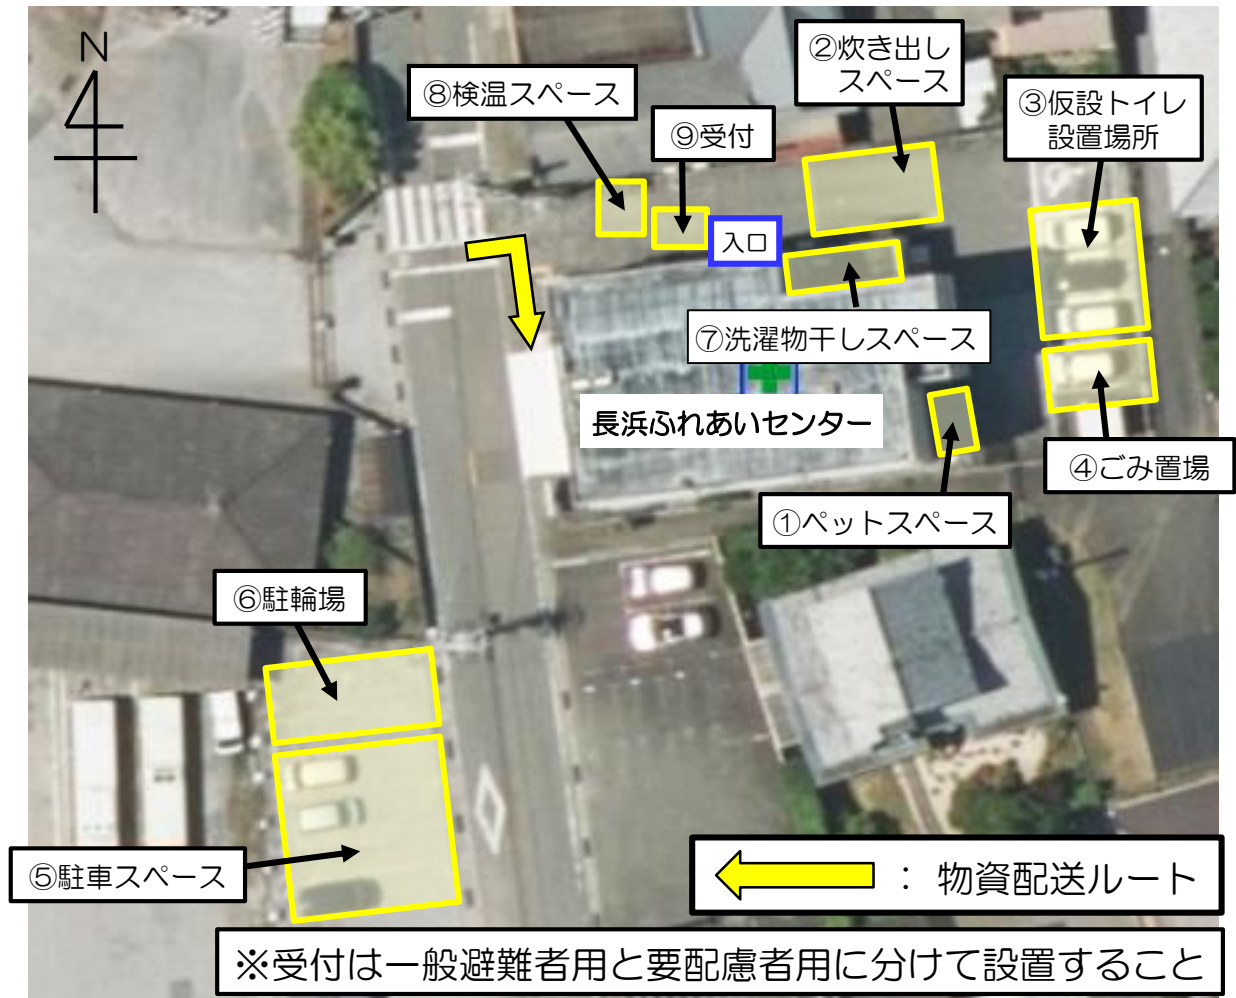 N
②炊き出し
スペース
⑧検温スペース
③仮設トイレ
設置場所
⑨受付
入口
⑦洗濯物干しスペース
長浜ふれあいセンター
④ごみ置場
①ペットスペース
⑥駐輪場
⑤駐車スペース
：物資配送ルート
※受付は一般避難者用と要配慮者用に分けて設置すること